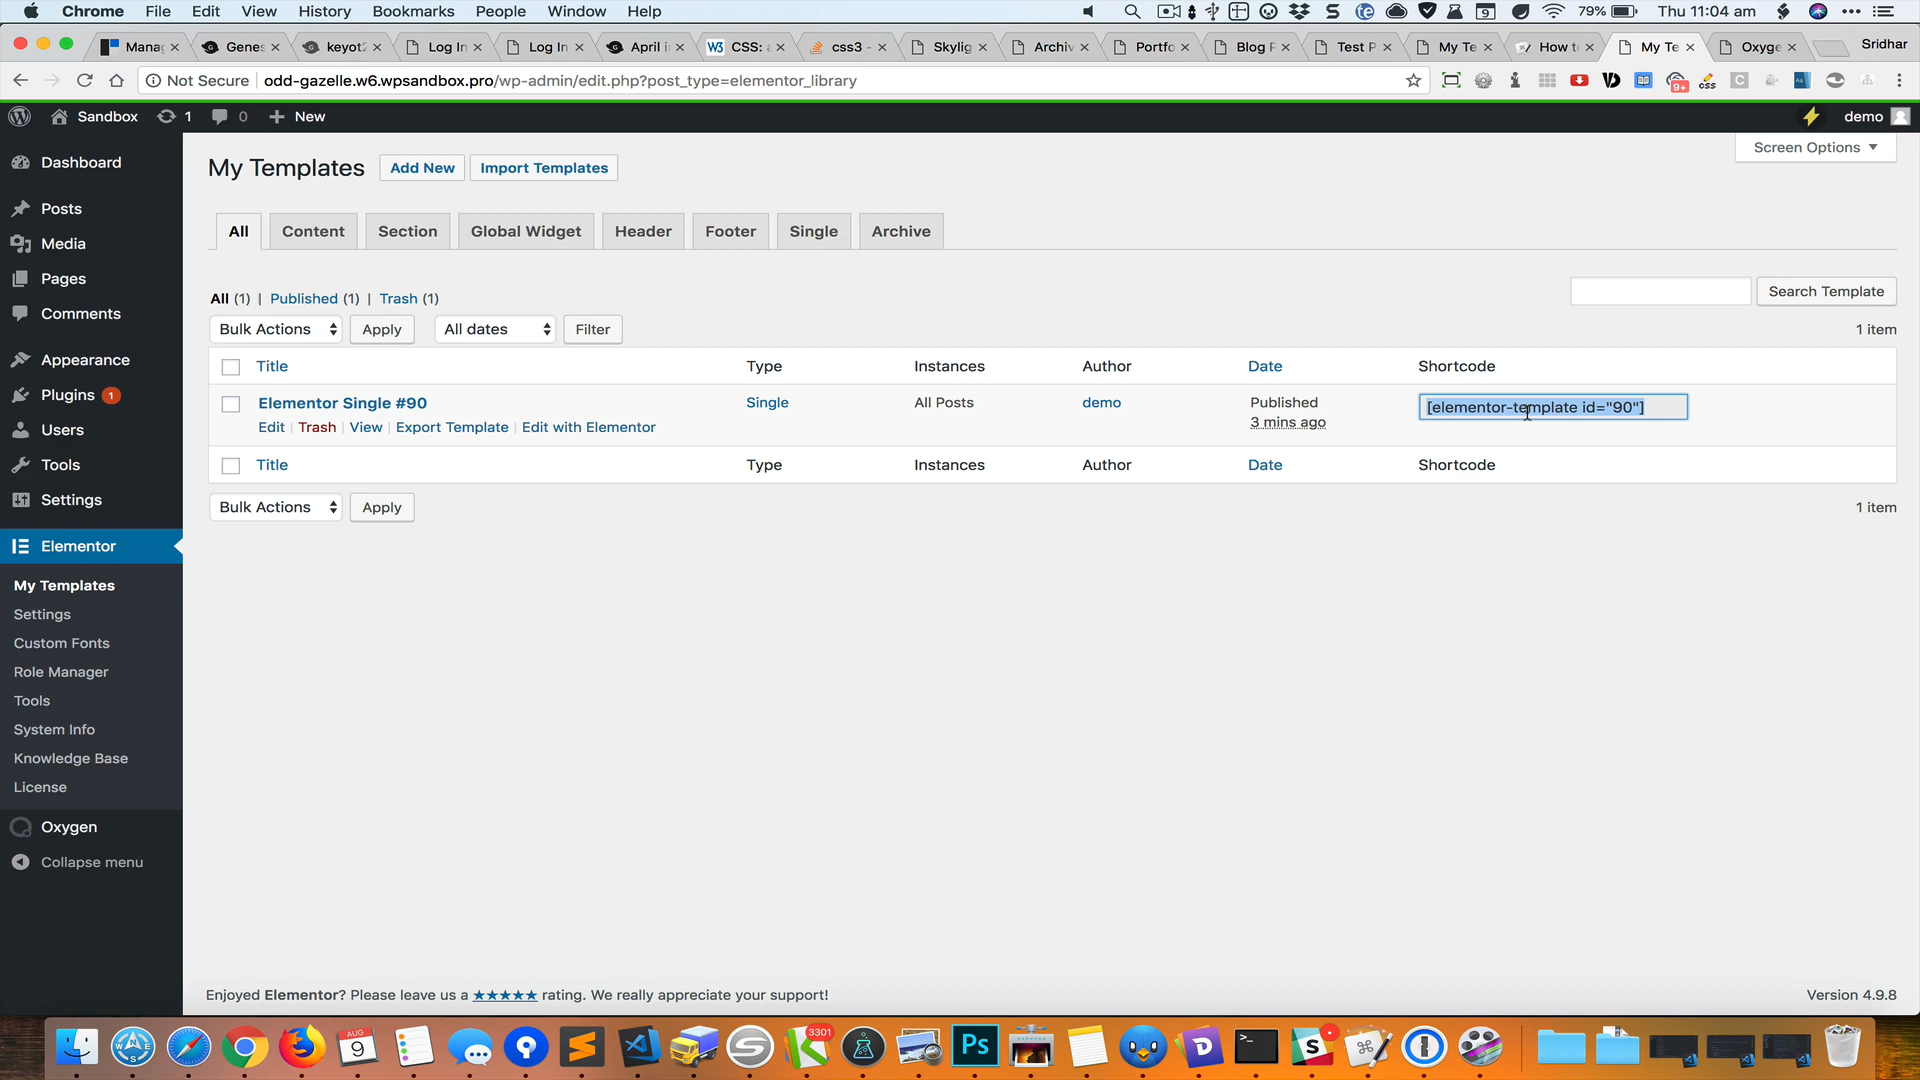 Chrome File Edit View History Bookmarks People Window Help 79% Thu 11:04 am
Manag Genes keyot2 Log In Log In April i CSS: a css3 - Skylig Archiv Portfo Blog P Test P My Te How to My Te Oxyge Sridhar
Not Secure odd-gazelle.w6.wpsandbox.pro/wp-admin/edit.php?post_type=elementor_library
Sandbox 1 0 New demo
Screen Options
My Templates Add New Import Templates
All Content Section Global Widget Header Footer Single Archive
All (1) | Published (1) | Trash (1)
Search Template
Bulk Actions Apply All dates Filter 1 item
Title Type Instances Author Date Shortcode
Elementor Single #90 Single All Posts demo Published [elementor-template id="90"]
Edit | Trash | View | Export Template | Edit with Elementor 3 mins ago
Title Type Instances Author Date Shortcode
Bulk Actions Apply 1 item
Dashboard
Posts
Media
Pages
Comments
Appearance
Plugins 1
Users
Tools
Settings
Elementor
My Templates
Settings
Custom Fonts
Role Manager
Tools
System Info
Knowledge Base
License
Oxygen
Collapse menu
Enjoyed Elementor? Please leave us a ★★★★★ rating. We really appreciate your support! Version 4.9.8
AUG 9 3301 Ps